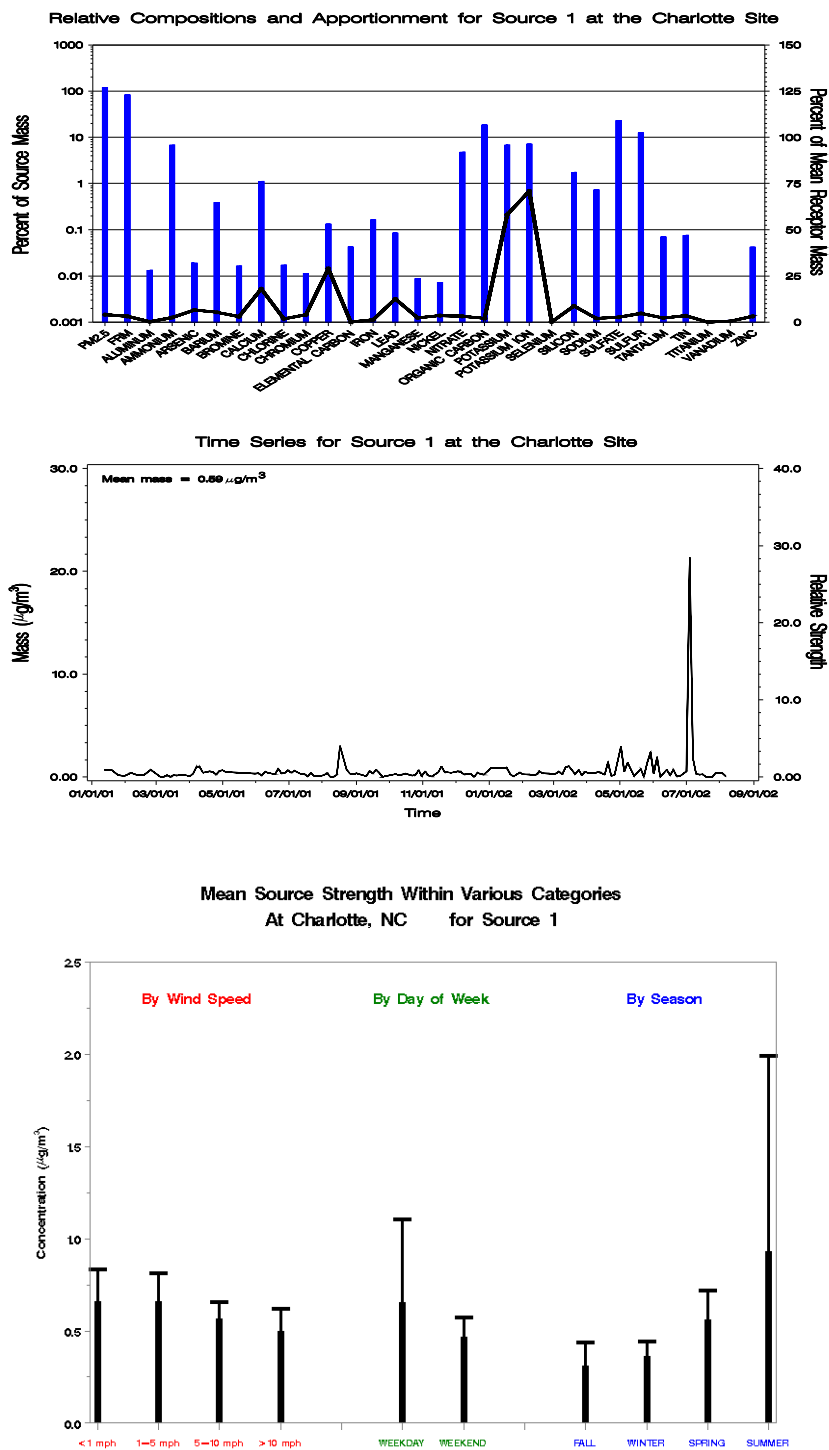 Relative Compositions and Apportionment for Source 1 at the Charlotte Site
1000
100
10
1
0.1
0.01
0.001
150
125
100
75
50
25
0
Percent of Source Mass
Percent of Mean Receptor Mass
PM2.5
FRM
ALUMINUM
AMMONIUM
ARSENIC
BARIUM
BROMINE
CALCIUM
CHLORINE
CHROMIUM
COPPER
ELEMENTAL CARBON
IRON
LEAD
MANGANESE
NICKEL
NITRATE
ORGANIC CARBON
POTASSIUM
POTASSIUM ION
SELENIUM
SILICON
SODIUM
SULFATE
SULFUR
TANTALUM
TIN
TITANIUM
VANADIUM
ZINC
Time Series for Source 1 at the Charlotte Site
Mean mass = 0.59 μg/m³
30.0
20.0
10.0
0.00
40.0
30.0
20.0
10.0
0.00
Mass (μg/m³)
Relative Strength
01/01/01 03/01/01 05/01/01 07/01/01 09/01/01 11/01/01 01/01/02 03/01/02 05/01/02 07/01/02 09/01/02
Time
Mean Source Strength Within Various Categories
At Charlotte, NC for Source 1
By Wind Speed By Day of Week By Season
2.5
2.0
1.5
1.0
0.5
0.0
Concentration (μg/m³)
<1 mph 1-5 mph 5-10 mph >10 mph WEEKDAY WEEKEND FALL WINTER SPRING SUMMER